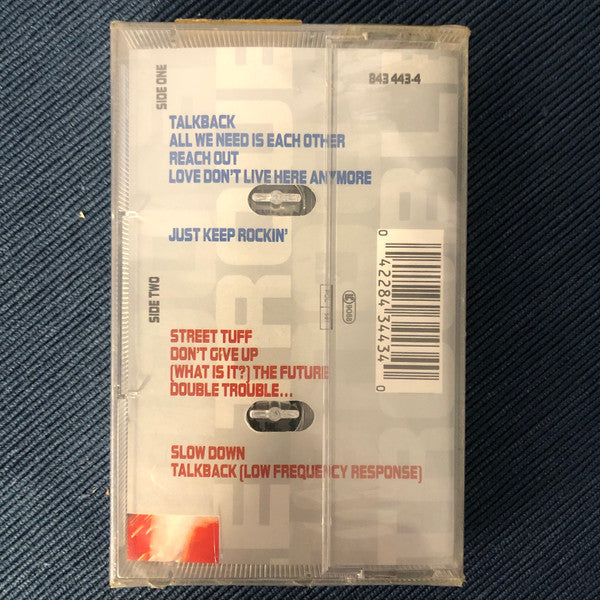 SIDE ONE
TALKBACK
ALL WE NEED IS EACH OTHER
REACH OUT
LOVE DON'T LIVE HERE ANYMORE
JUST KEEP ROCKIN'
SIDE TWO
STREET TUFF
DON'T GIVE UP
(WHAT IS IT?) THE FUTURE
DOUBLE TROUBLE...
SLOW DOWN
TALKBACK (LOW FREQUENCY RESPONSE)
843 443-4
0 42284 34434 0